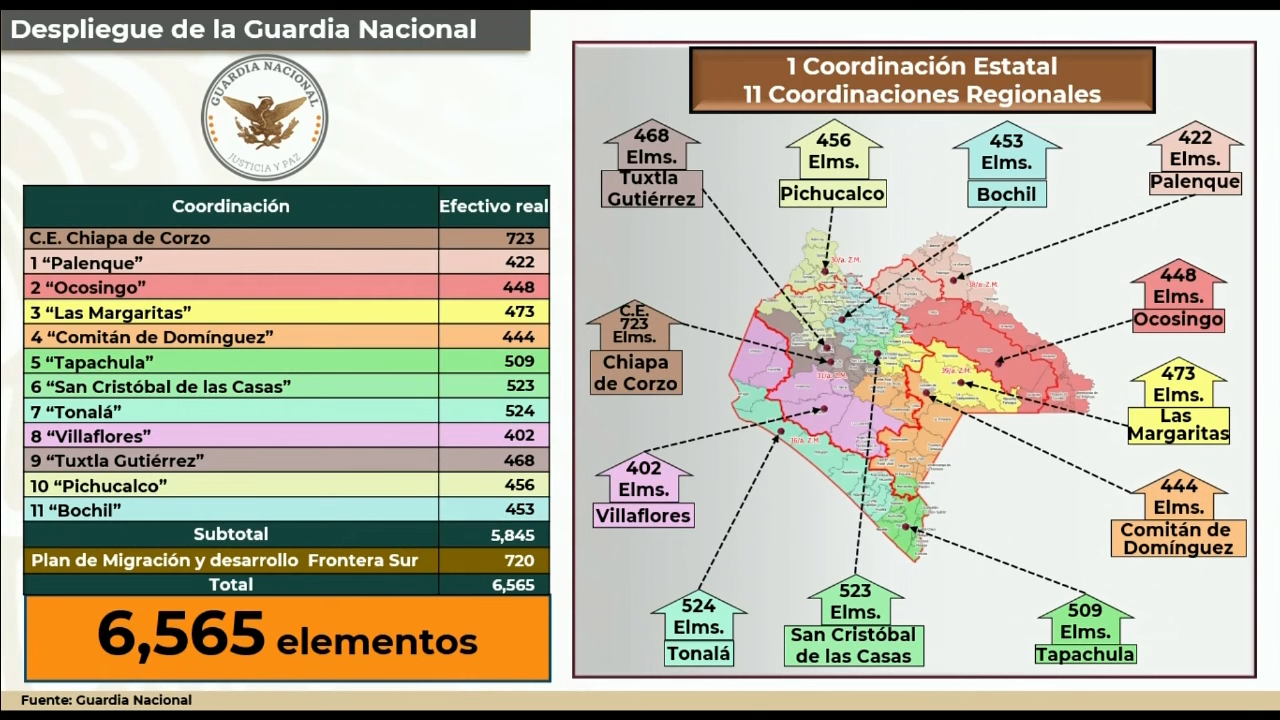 Despliegue de la Guardia Nacional
GUARDIA NACIONAL
JUSTICIA Y PAZ
Coordinación Efectivo real
C.E. Chiapa de Corzo 723
1 “Palenque” 422
2 “Ocosingo” 448
3 “Las Margaritas” 473
4 “Comitán de Domínguez” 444
5 “Tapachula” 509
6 “San Cristóbal de las Casas” 523
7 “Tonalá” 524
8 “Villaflores” 402
9 “Tuxtla Gutiérrez” 468
10 “Pichucalco” 456
11 “Bochil” 453
Subtotal 5,845
Plan de Migración y desarrollo Frontera Sur 720
Total 6,565
6,565 elementos
Fuente: Guardia Nacional
1 Coordinación Estatal
11 Coordinaciones Regionales
468
Elms.
Tuxtla
Gutiérrez
456
Elms.
Pichucalco
453
Elms.
Bochil
422
Elms.
Palenque
448
Elms.
Ocosingo
C.E.
723
Elms.
Chiapa
de Corzo
473
Elms.
Las
Margaritas
402
Elms.
Villaflores
444
Elms.
Comitán de
Domínguez
524
Elms.
Tonalá
523
Elms.
San Cristóbal
de las Casas
509
Elms.
Tapachula
30/a. Z.M.
38/a. Z.M.
31/a. Z.M.
39/a. Z.M.
36/a. Z.M.